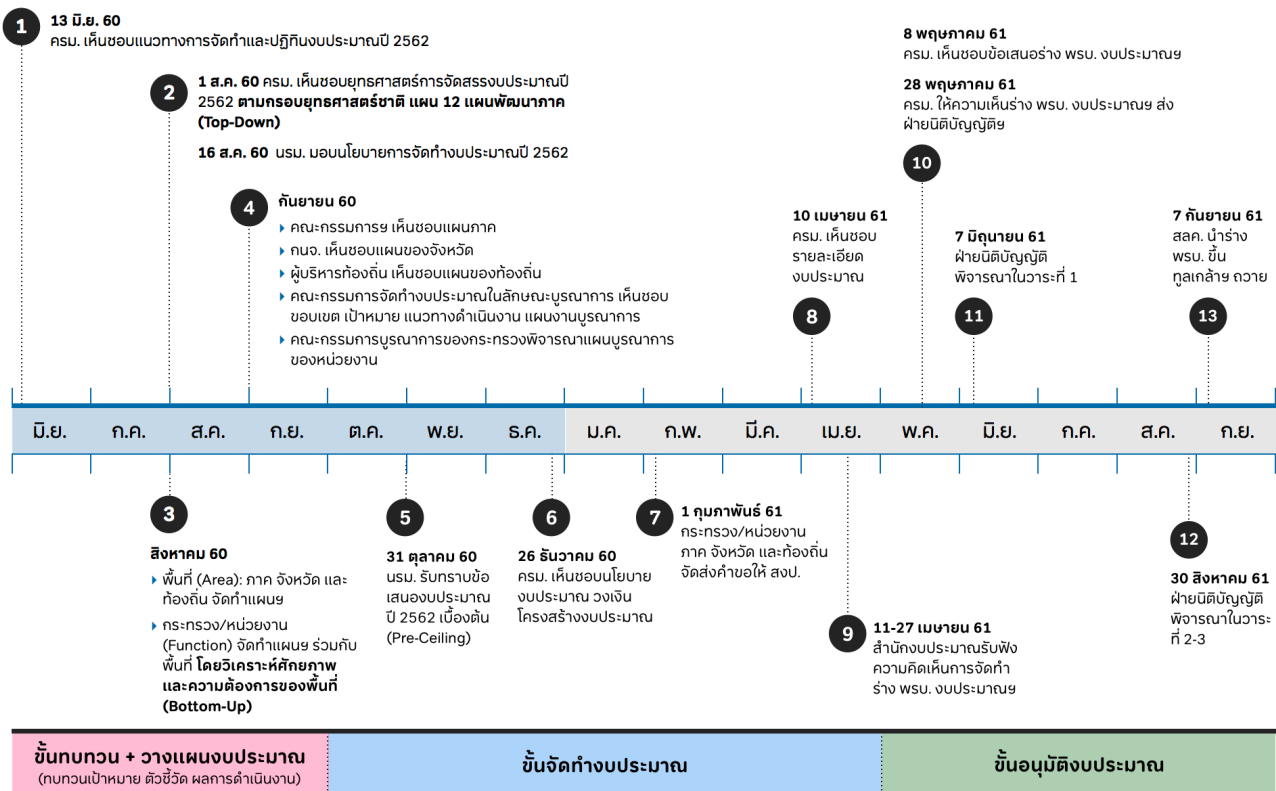 1
13 มิ.ย. 60
ครม. เห็นชอบแนวทางการจัดทำและปฏิทินงบประมาณปี 2562
2
1 ส.ค. 60 ครม. เห็นชอบยุทธศาสตร์การจัดสรรงบประมาณปี
2562 ตามกรอบยุทธศาสตร์ชาติ แผน 12 แผนพัฒนาภาค
(Top-Down)
16 ส.ค. 60 นรม. มอบนโยบายการจัดทำงบประมาณปี 2562
4
กันยายน 60
คณะกรรมการฯ เห็นชอบแผนภาค
กนจ. เห็นชอบแผนของจังหวัด
ผู้บริหารท้องถิ่น เห็นชอบแผนของท้องถิ่น
คณะกรรมการจัดทำงบประมาณในลักษณะบูรณาการ เห็นชอบ
ขอบเขต เป้าหมาย แนวทางดำเนินงาน แผนงานบูรณาการ
คณะกรรมการบูรณาการของกระทรวงพิจารณาแผนบูรณาการ
ของหน่วยงาน
10 เมษายน 61
ครม. เห็นชอบ
รายละเอียด
งบประมาณ
8
8 พฤษภาคม 61
ครม. เห็นชอบข้อเสนอร่าง พรบ. งบประมาณฯ
28 พฤษภาคม 61
ครม. ให้ความเห็นร่าง พรบ. งบประมาณฯ ส่ง
ฝ่ายนิติบัญญัติฯ
10
7 มิถุนายน 61
ฝ่ายนิติบัญญัติ
พิจารณาในวาระที่ 1
11
7 กันยายน 61
สลค. นำร่าง
พรบ. ขึ้น
ทูลเกล้าฯ ถวาย
13
มิ.ย. ก.ค. ส.ค. ก.ย. ต.ค. พ.ย. ธ.ค. ม.ค. ก.พ. มี.ค. เม.ย. พ.ค. มิ.ย. ก.ค. ส.ค. ก.ย.
3
สิงหาคม 60
พื้นที่ (Area): ภาค จังหวัด และ
ท้องถิ่น จัดทำแผนฯ
กระทรวง/หน่วยงาน
(Function) จัดทำแผนฯ ร่วมกับ
พื้นที่ โดยวิเคราะห์ศักยภาพ
และความต้องการของพื้นที่
(Bottom-Up)
5
31 ตุลาคม 60
นรม. รับทราบข้อ
เสนองบประมาณ
ปี 2562 เบื้องต้น
(Pre-Ceiling)
6
26 ธันวาคม 60
ครม. เห็นชอบนโยบาย
งบประมาณ วงเงิน
โครงสร้างงบประมาณ
7
1 กุมภาพันธ์ 61
กระทรวง/หน่วยงาน
ภาค จังหวัด และท้องถิ่น
จัดส่งคำขอให้ สงป.
9
11-27 เมษายน 61
สำนักงบประมาณรับฟัง
ความคิดเห็นการจัดทำ
ร่าง พรบ. งบประมาณฯ
12
30 สิงหาคม 61
ฝ่ายนิติบัญญัติ
พิจารณาในวาระ
ที่ 2-3
ขั้นทบทวน + วางแผนงบประมาณ
(ทบทวนเป้าหมาย ตัวชี้วัด ผลการดำเนินงาน)
ขั้นจัดทำงบประมาณ
ขั้นอนุมัติงบประมาณ